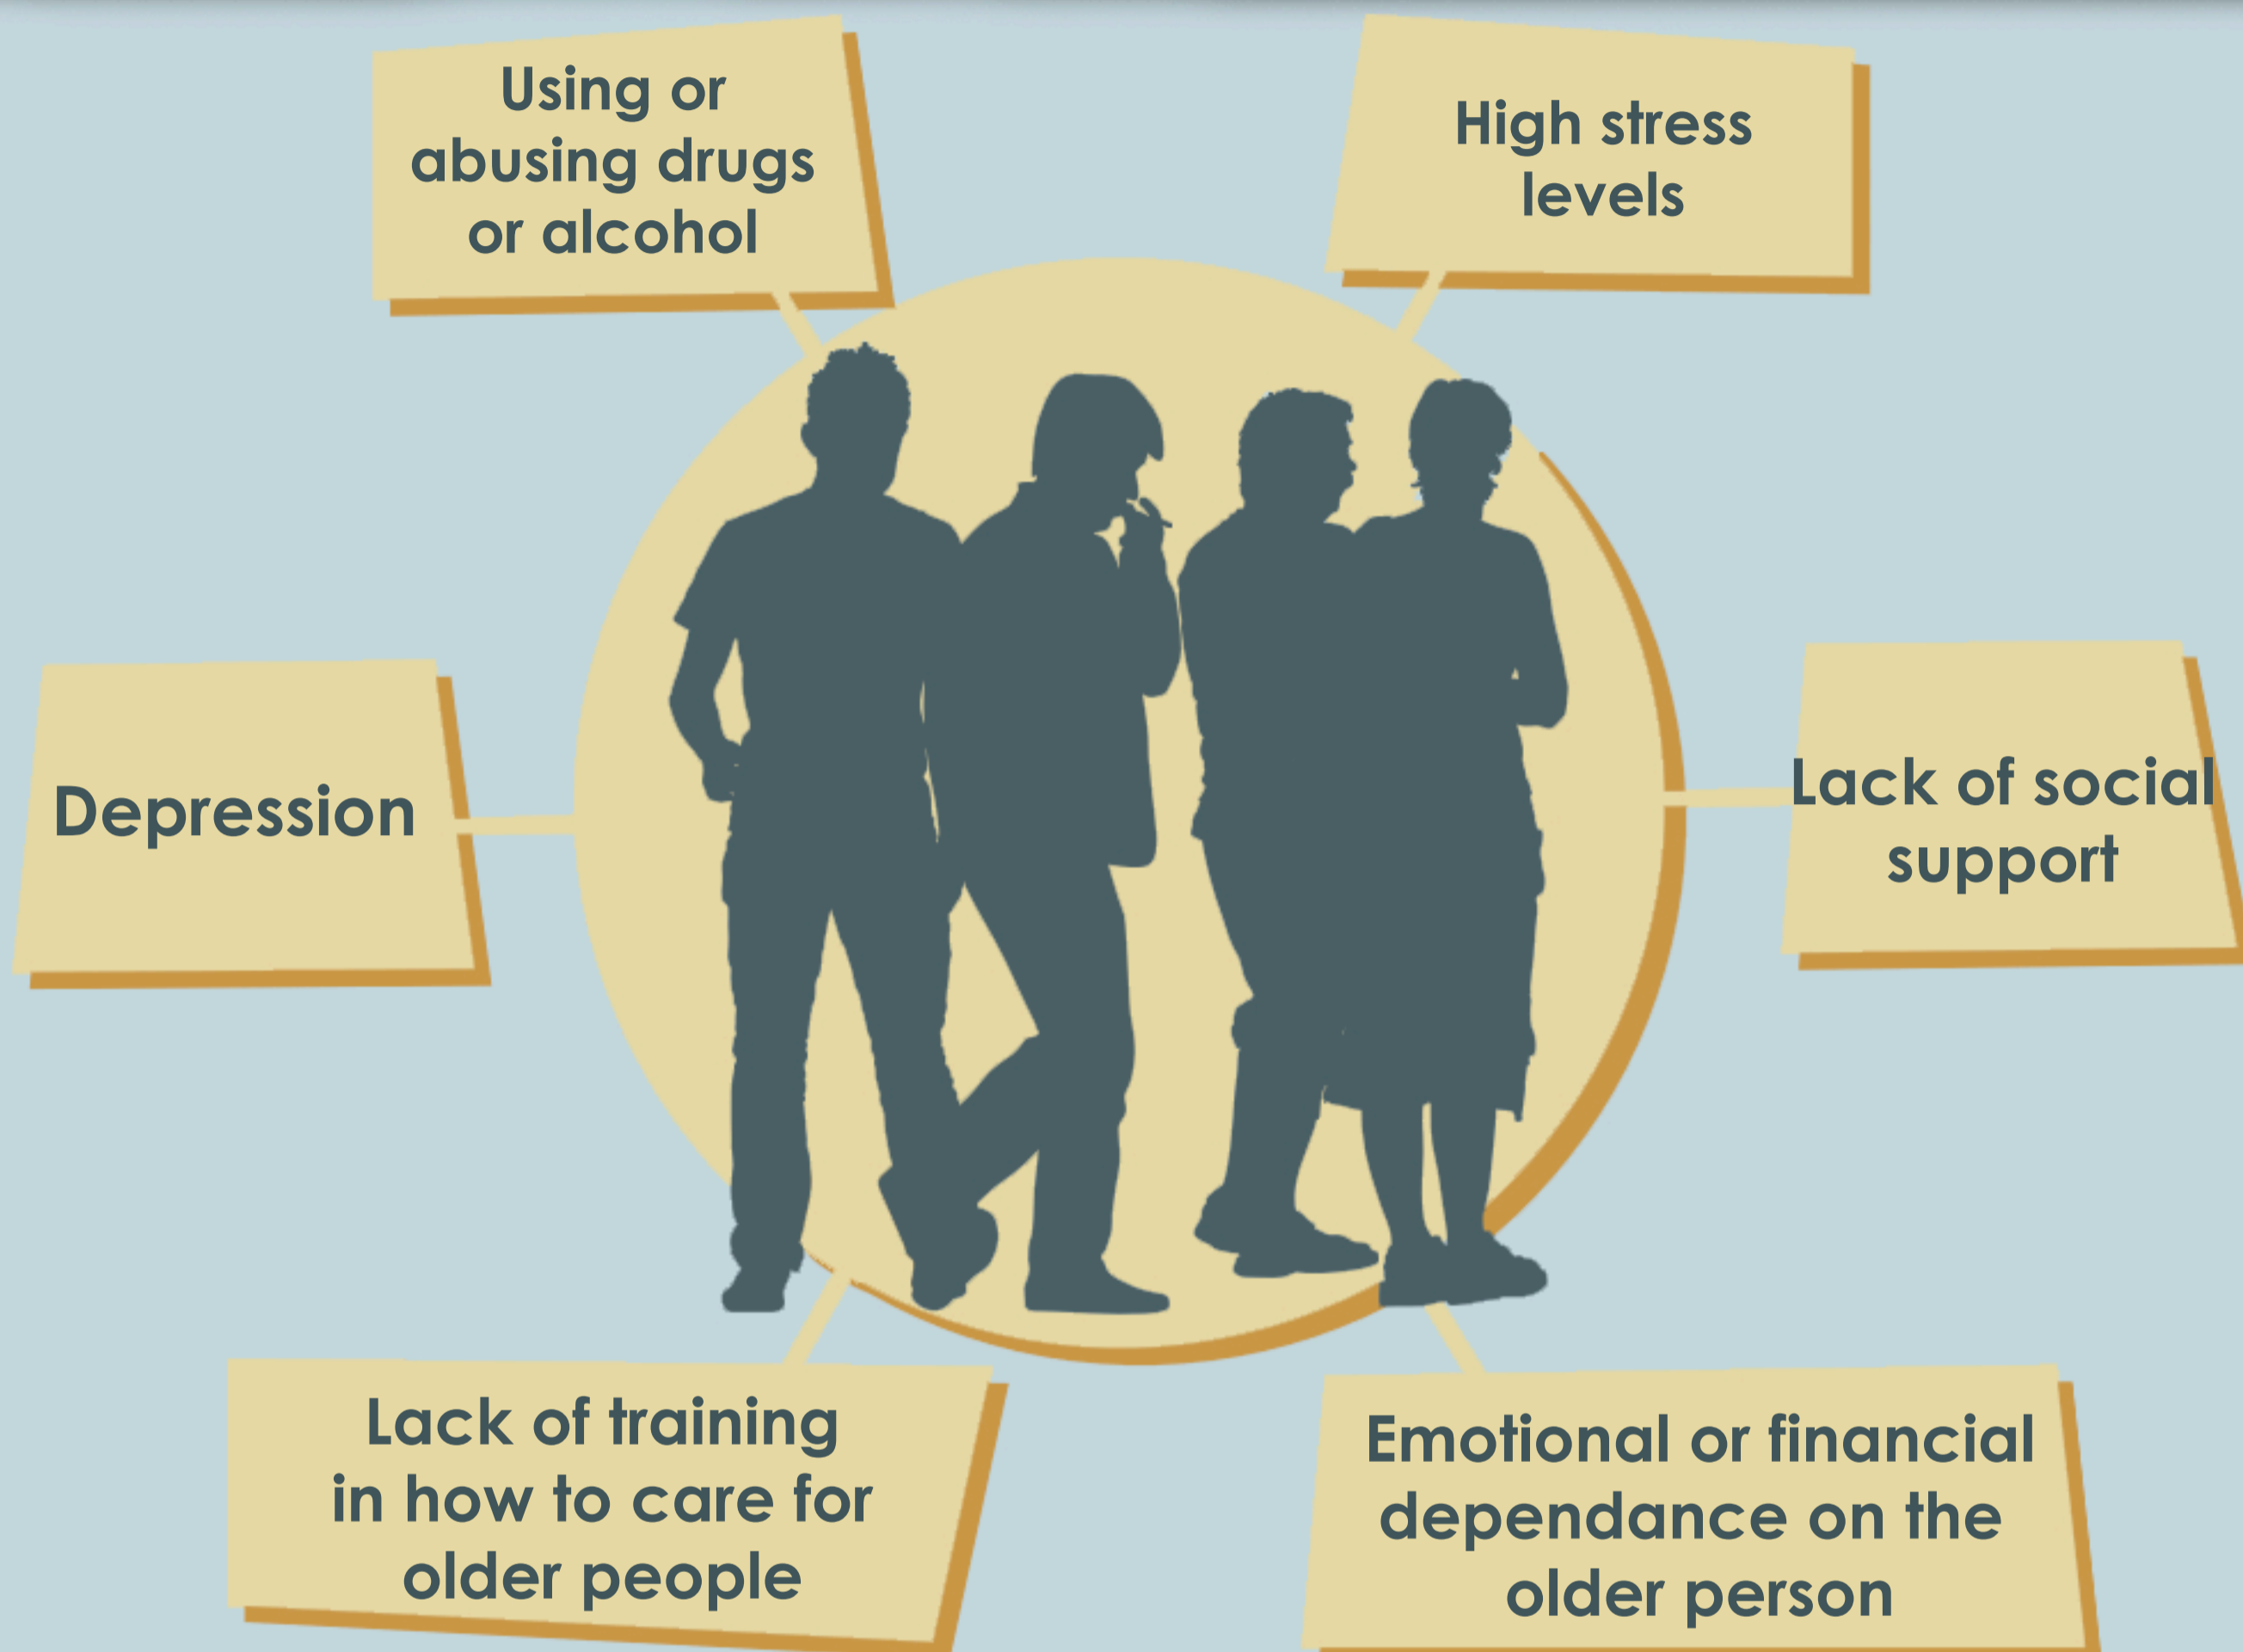 Using or
abusing drugs
or alcohol
High stress
levels
Depression
Lack of social
support
Lack of training
in how to care for
older people
Emotional or financial
dependance on the
older person